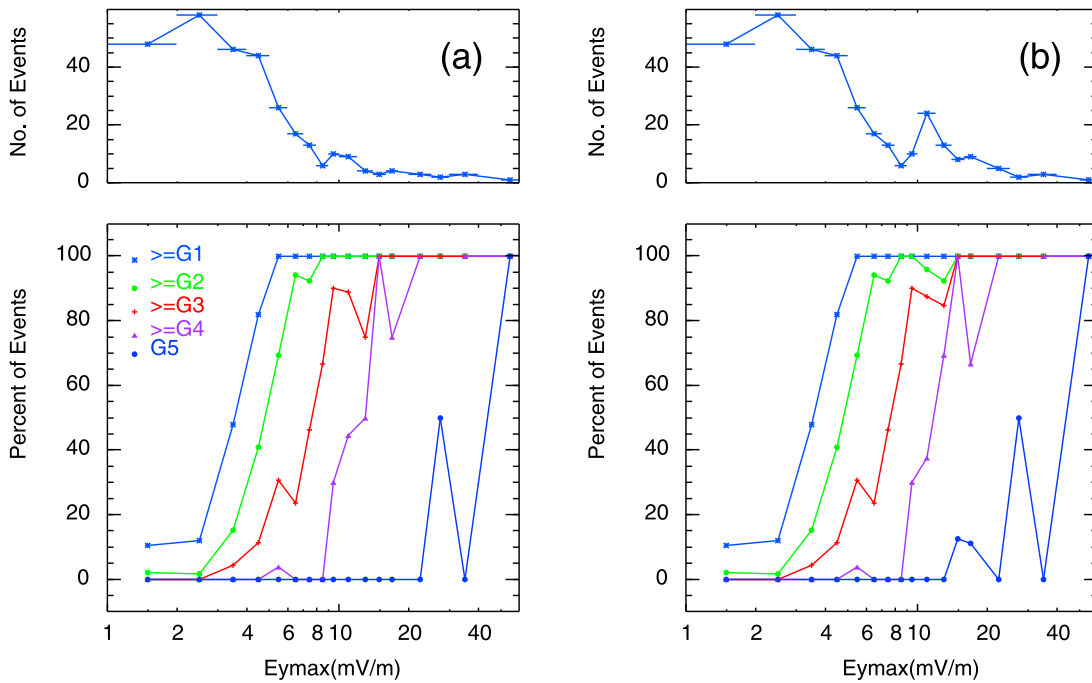 No. of Events
40
20
0
(a)
Percent of Events
100
80
60
40
20
0
>=G1
>=G2
>=G3
>=G4
G5
1 2 4 6 8 10 20 40
Eymax(mV/m)
No. of Events
40
20
0
(b)
Percent of Events
100
80
60
40
20
0
1 2 4 6 8 10 20 40
Eymax(mV/m)